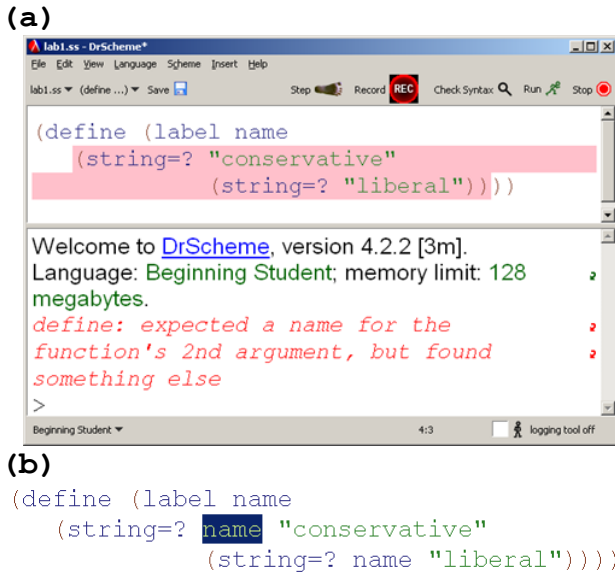 (a)
lab1.ss - DrScheme*
File Edit View Language Scheme Insert Help
lab1.ss (define ...) Save Step Record REC Check Syntax Run Stop
(define (label name
(string=? "conservative"
(string=? "liberal"))))
Welcome to DrScheme, version 4.2.2 [3m].
Language: Beginning Student; memory limit: 128
megabytes.
define: expected a name for the
function's 2nd argument, but found
something else
>
Beginning Student 4:3 logging tool off
(b)
(define (label name
(string=? name "conservative"
(string=? name "liberal"))))